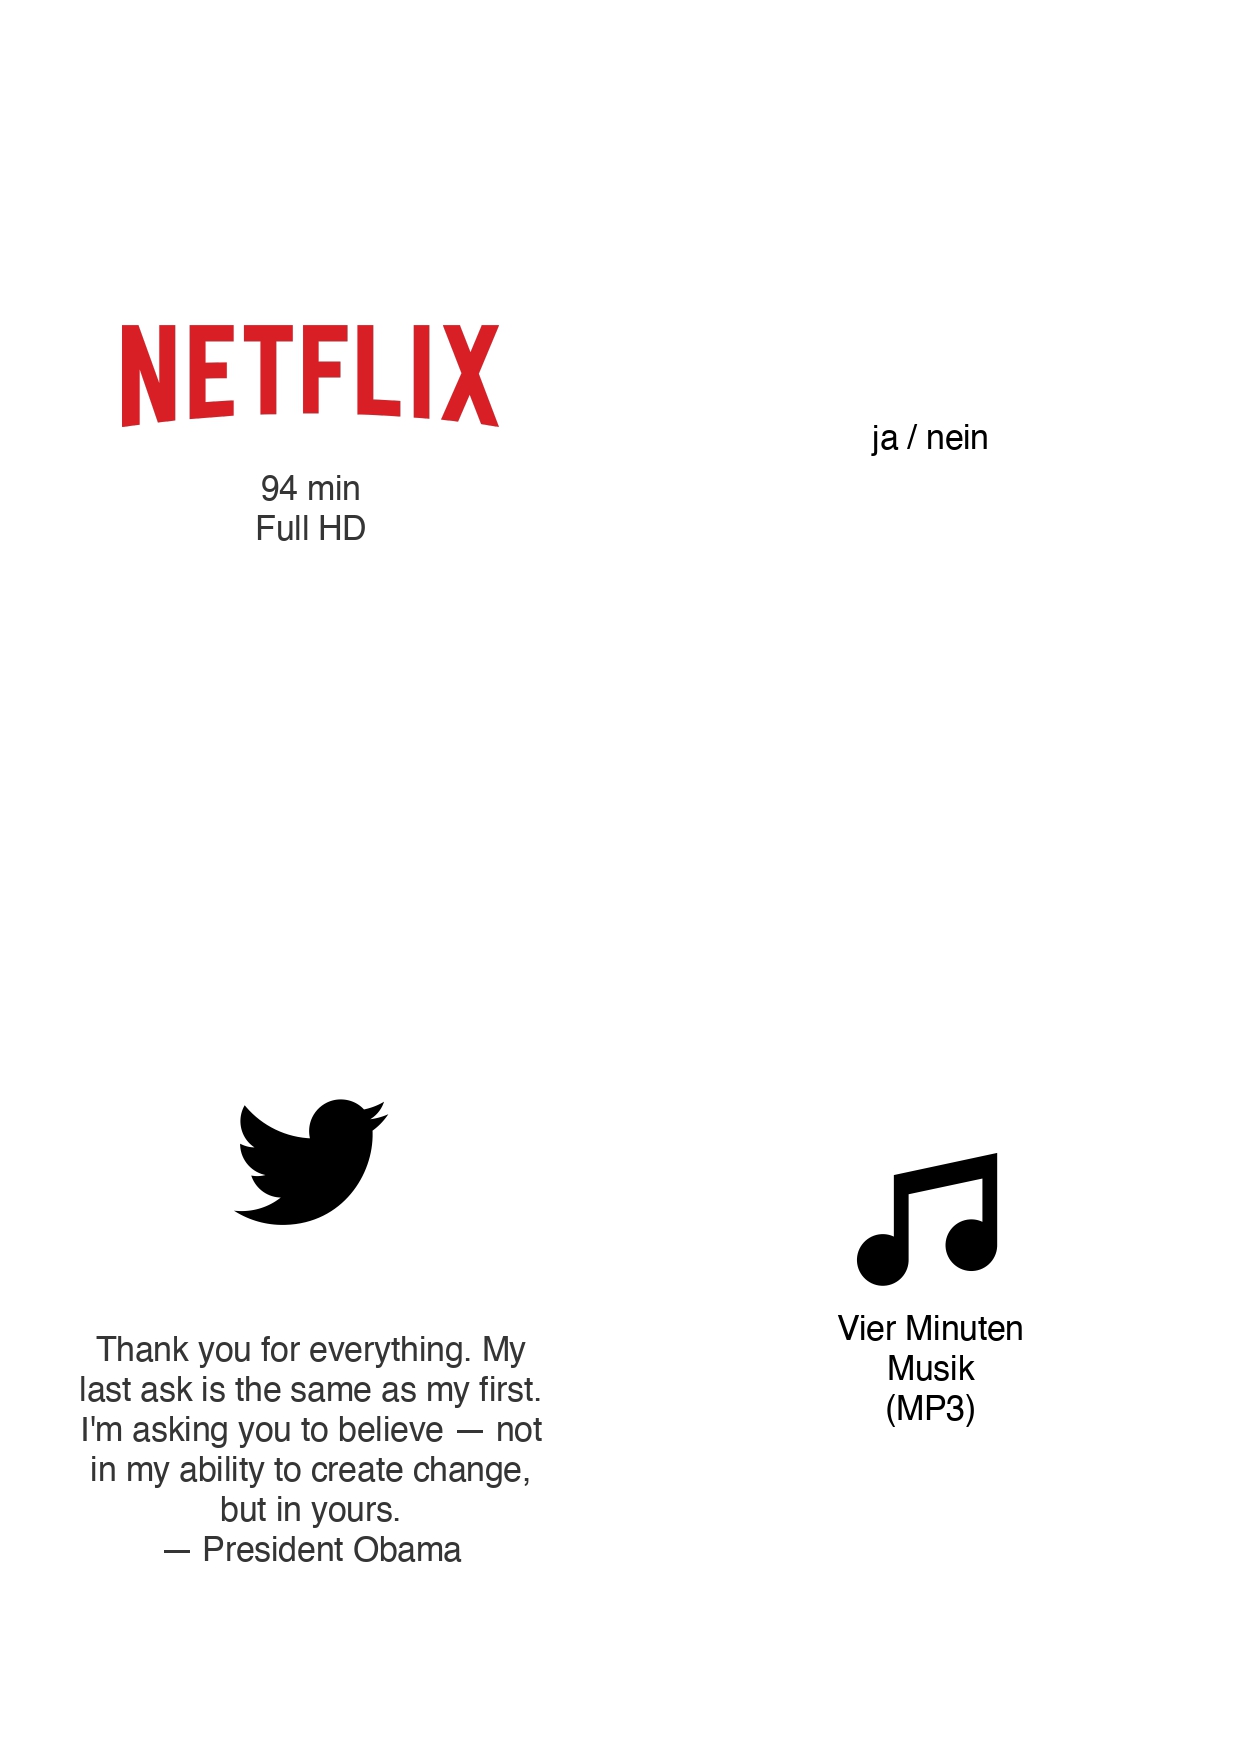 NETFLIX
94 min
Full HD
ja / nein
Thank you for everything. My
last ask is the same as my first.
I'm asking you to believe — not
in my ability to create change,
but in yours.
— President Obama
Vier Minuten
Musik
(MP3)